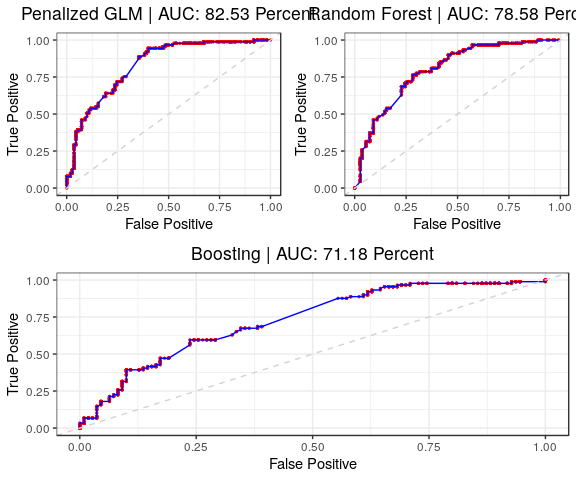 Penalized GLM | AUC: 82.53 Percent
True Positive
1.00
0.75
0.50
0.25
0.00
0.00 0.25 0.50 0.75 1.00
False Positive
Random Forest | AUC: 78.58 Perc
True Positive
1.00
0.75
0.50
0.25
0.00
0.00 0.25 0.50 0.75 1.00
False Positive
Boosting | AUC: 71.18 Percent
True Positive
1.00
0.75
0.50
0.25
0.00
0.00 0.25 0.50 0.75 1.00
False Positive